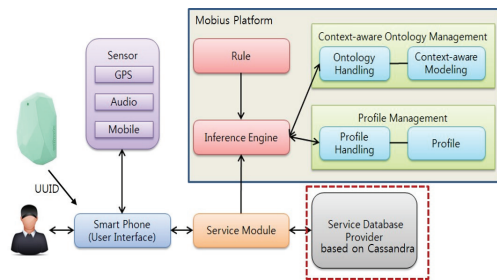 Mobius Platform
Sensor
GPS
Audio
Mobile
Rule
Inference Engine
Context-aware Ontology Management
Ontology
Handling
Context-aware
Modeling
Profile Management
Profile
Handling
Profile
UUID
Smart Phone
(User Interface)
Service Module
Service Database
Provider
based on Cassandra